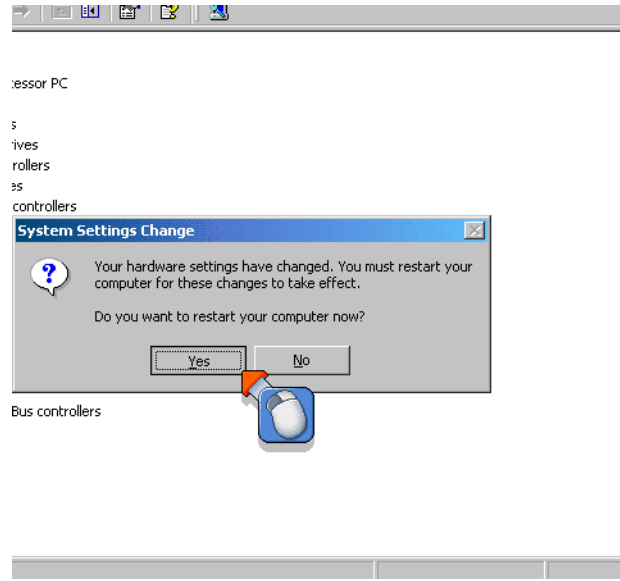 cessor PC
s
ives
rollers
es
controllers
System Settings Change
Your hardware settings have changed. You must restart your
computer for these changes to take effect.
Do you want to restart your computer now?
Yes
No
Bus controllers